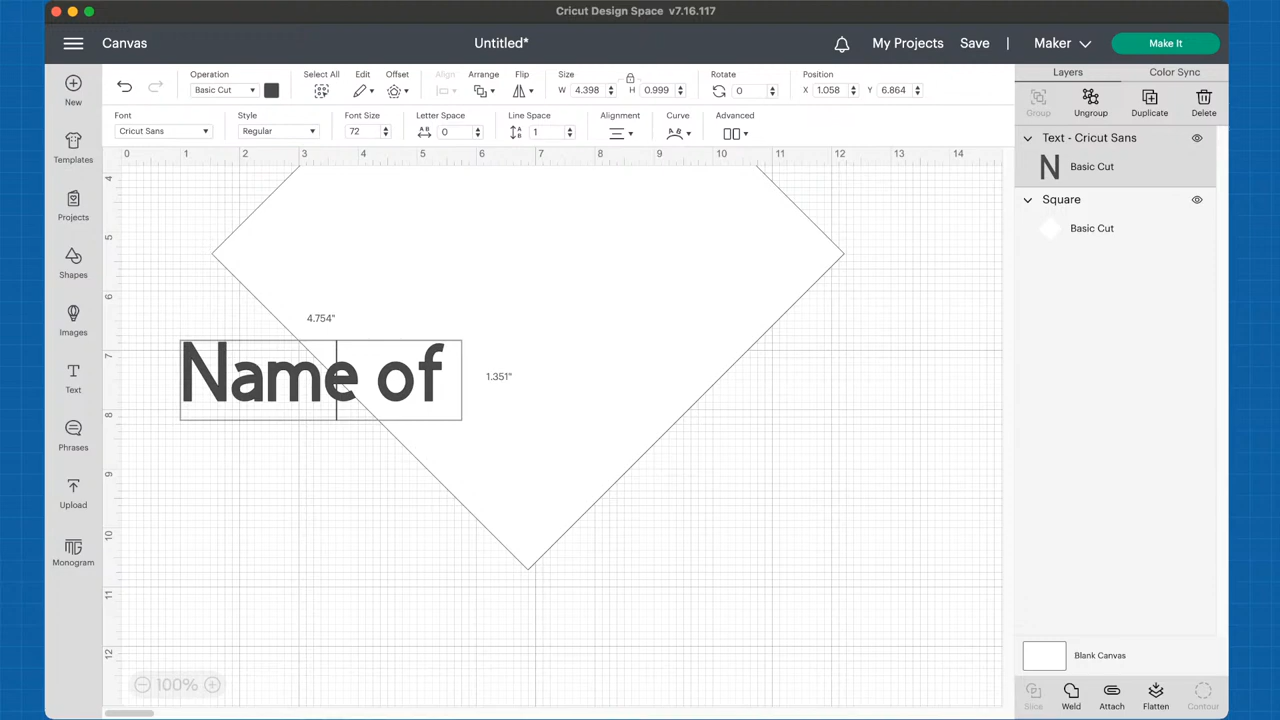 Cricut Design Space v7.16.117
Canvas
Untitled*
My Projects
Save
|
Maker
Make It
Operation
Basic Cut
Select All
Edit
Offset
Align
Arrange
Flip
Size
W 4.398
H 0.999
Rotate
0
Position
X 1.058
Y 6.864
Font
Cricut Sans
Style
Regular
Font Size
72
Letter Space
0
Line Space
1
Alignment
Curve
Advanced
Layers
Color Sync
Group
Ungroup
Duplicate
Delete
Text - Cricut Sans
N Basic Cut
Square
Basic Cut
New
Templates
Projects
Shapes
Images
Text
Phrases
Upload
Monogram
0 1 2 3 4 5 6 7 8 9 10 11 12 13 14
4
5
6
7
8
9
10
11
12
4.754"
Name of
1.351"
100%
Blank Canvas
Slice
Weld
Attach
Flatten
Contour